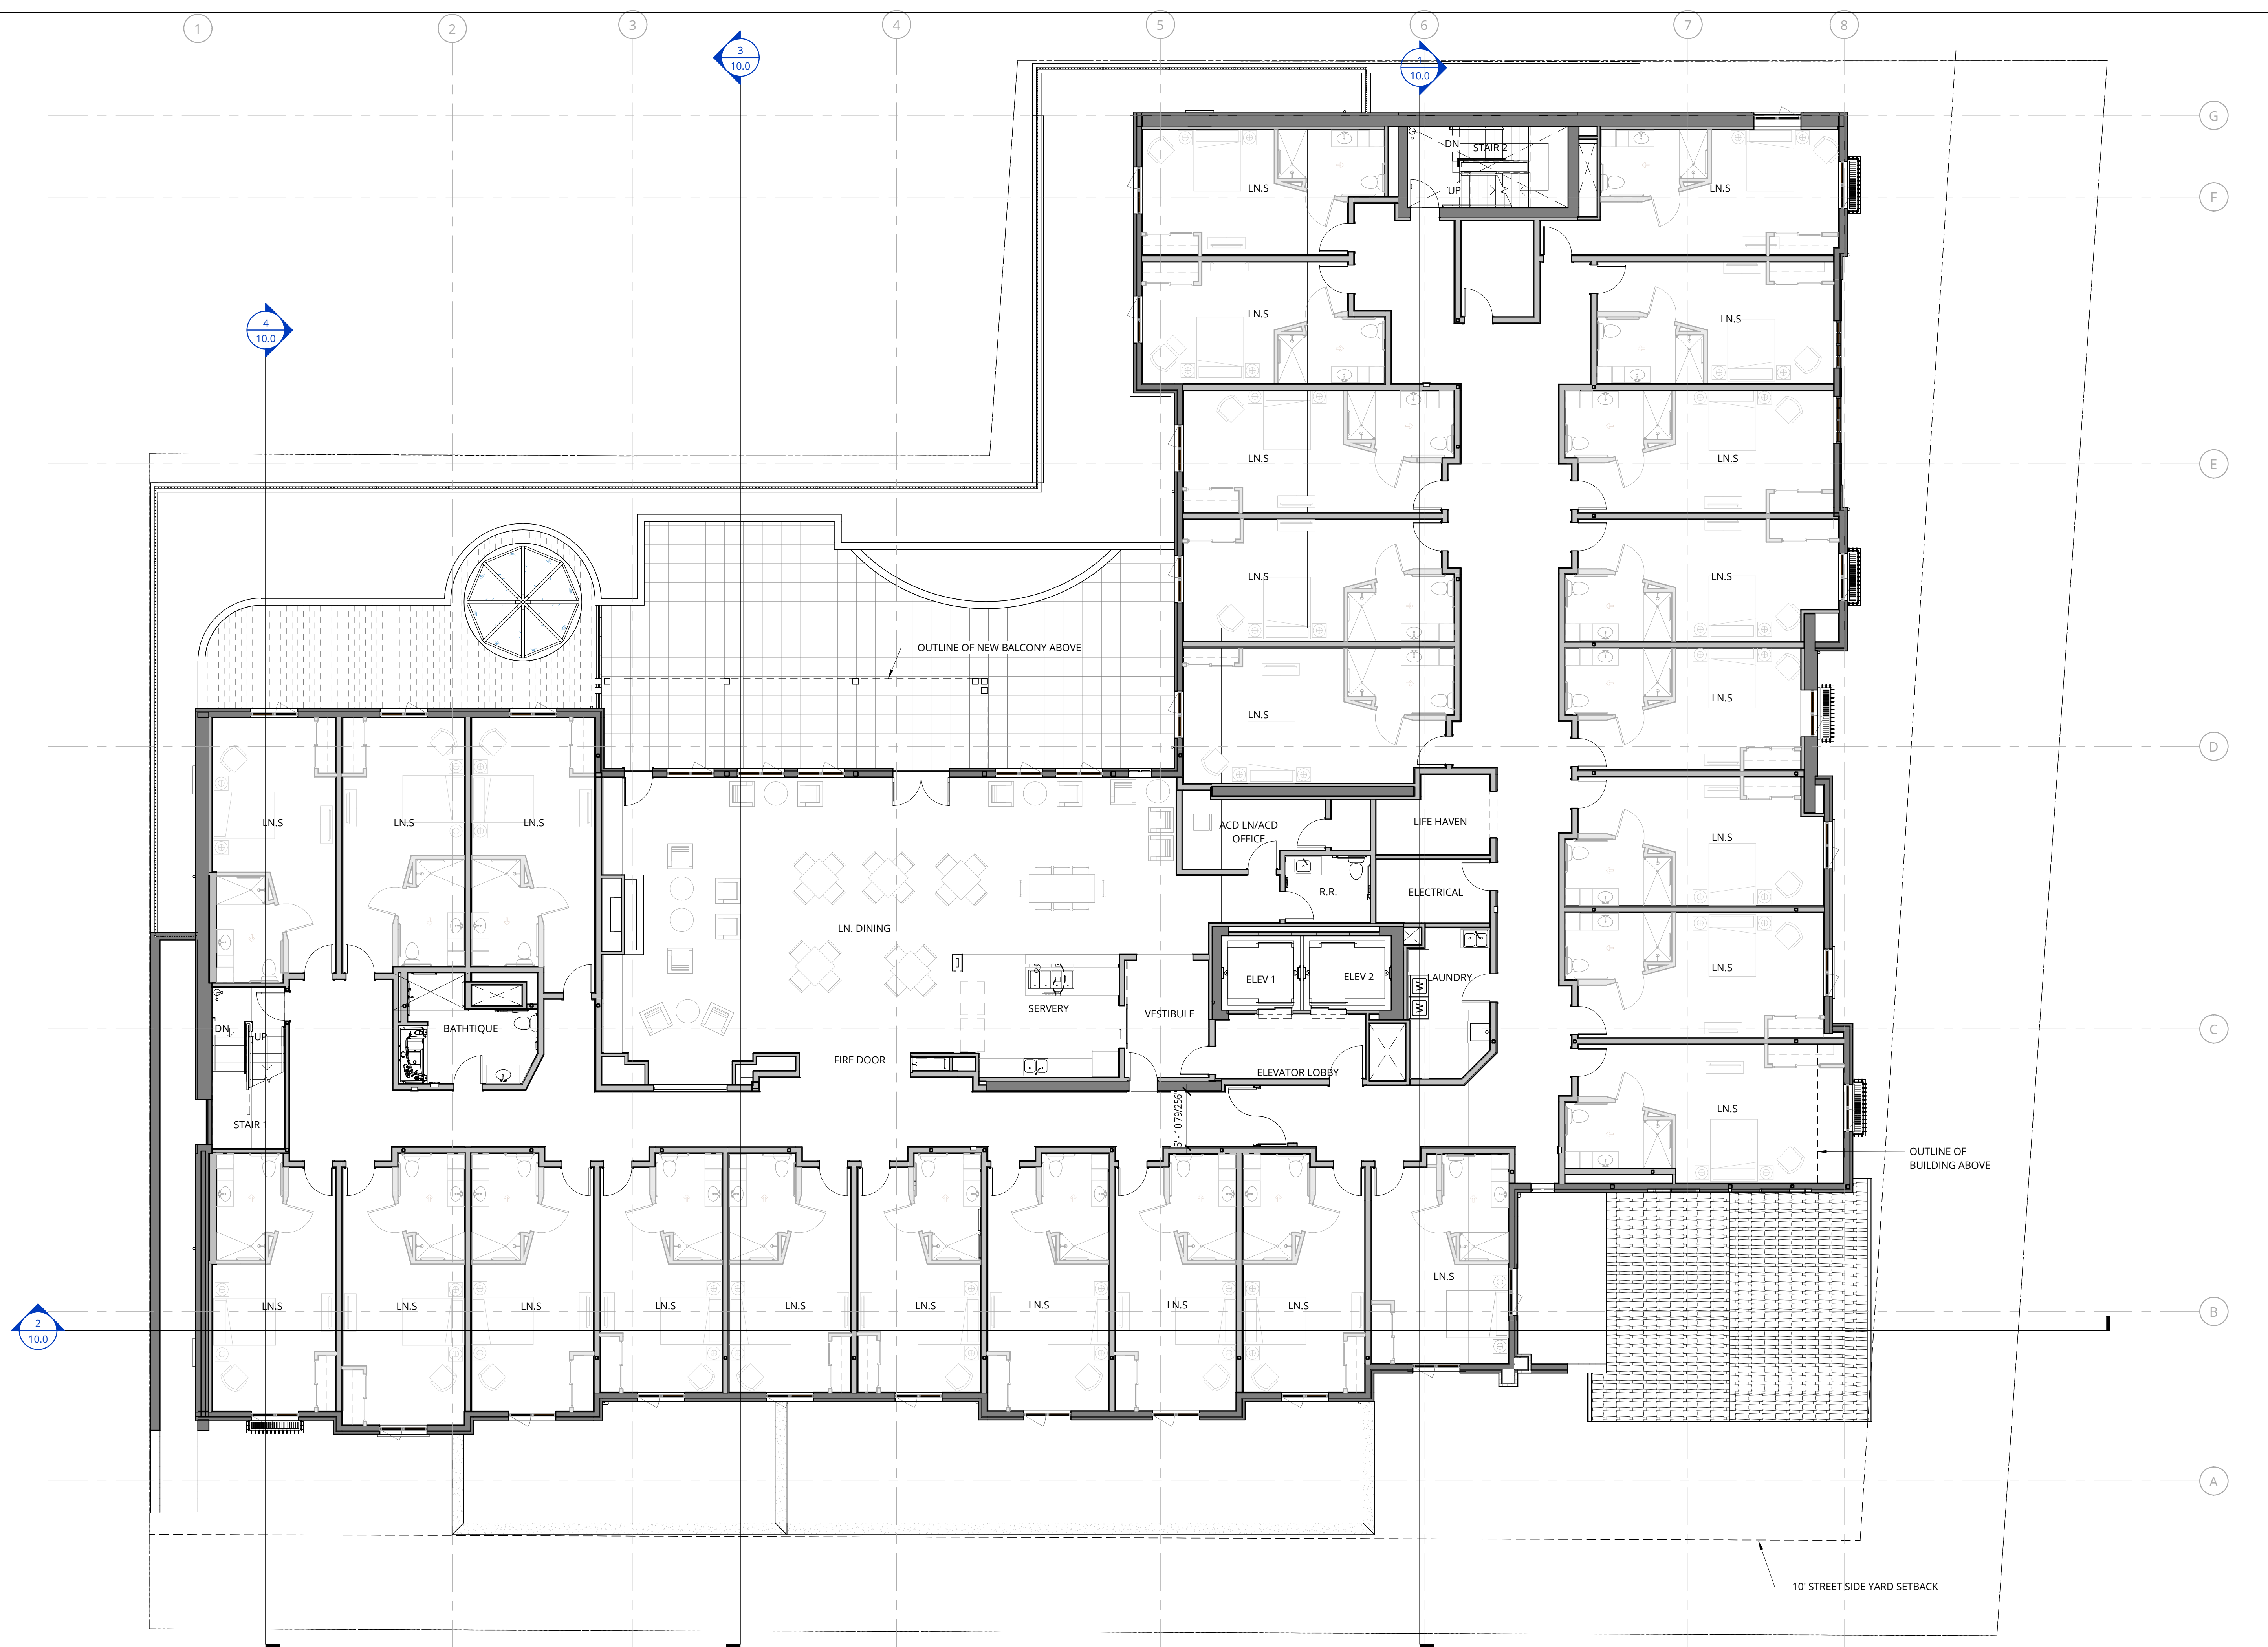 1
2
3
4
5
6
7
8
3
10.0
1
10.0
G
DN
STAIR 2
LN.S
LN.S
UP
F
LN.S
LN.S
4
10.0
LN.S
LN.S
E
LN.S
LN.S
OUTLINE OF NEW BALCONY ABOVE
LN.S
LN.S
D
LN.S
LN.S
LN.S
ACD LN/ACD
OFFICE
LIFE HAVEN
LN.S
R.R.
ELECTRICAL
LN. DINING
LN.S
ELEV 1
ELEV 2
LAUNDRY
SERVERY
VESTIBULE
DN
UP
BATHTIQUE
C
FIRE DOOR
ELEVATOR LOBBY
5' - 10 79/256"
LN.S
STAIR 1
OUTLINE OF
BUILDING ABOVE
LN.S
LN.S
LN.S
LN.S
LN.S
LN.S
LN.S
LN.S
LN.S
LN.S
B
2
10.0
A
10' STREET SIDE YARD SETBACK
W
W